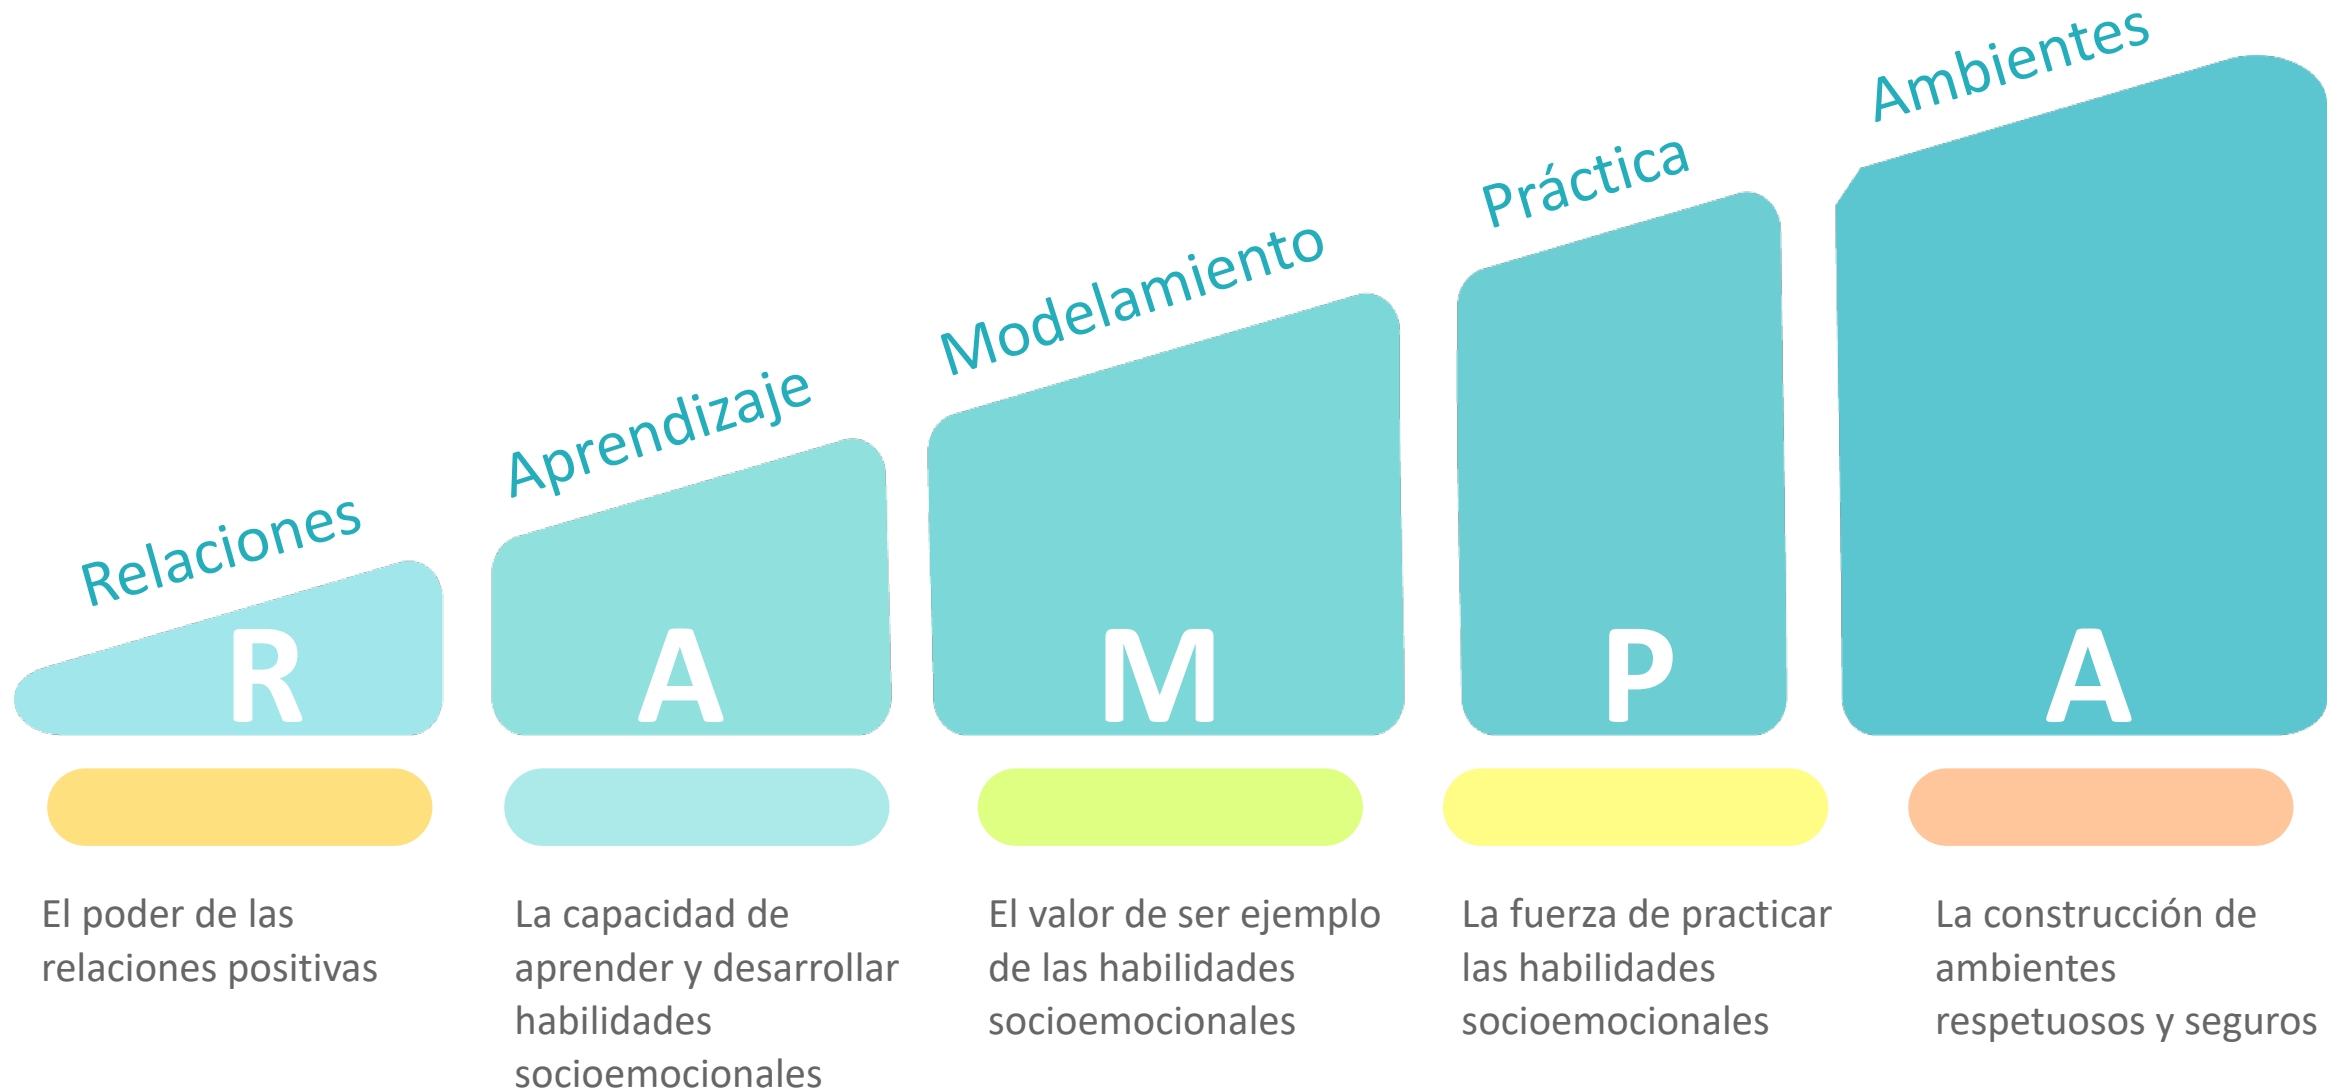 Relaciones
Aprendizaje
Modelamiento
Práctica
Ambientes
R
A
M
P
A
El poder de las
relaciones positivas
La capacidad de
aprender y desarrollar
habilidades
socioemocionales
El valor de ser ejemplo
de las habilidades
socioemocionales
La fuerza de practicar
las habilidades
socioemocionales
La construcción de
ambientes
respetuosos y seguros